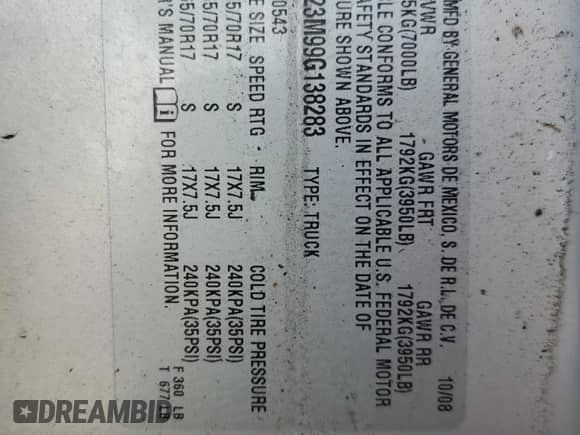 MFD BY GENERAL MOTORS DE MEXICO, S. DE R.L. DE C.V. 10/08
GVWR GAWR FRT GAWR RR
5KG(7000LB) 1792KG(3950LB) 1792KG(3950LB)
LE CONFORMS TO ALL APPLICABLE U.S. FEDERAL MOTOR
AFETY STANDARDS IN EFFECT ON THE DATE OF
URE SHOWN ABOVE.
23M99G138283 TYPE: TRUCK
0543
E SIZE SPEED RTG RIM COLD TIRE PRESSURE
5/70R17 S 17X7.5J 240KPA(35PSI)
5/70R17 S 17X7.5J 240KPA(35PSI)
5/70R17 S 17X7.5J 240KPA(35PSI)
'S MANUAL FOR MORE INFORMATION.
F 360 LB
T 677 LB
DREAMBID